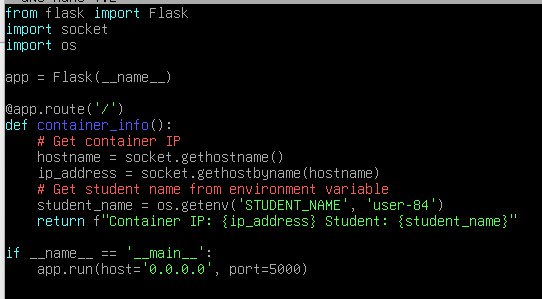 from flask import Flask
import socket
import os
app = Flask(__name__)
@app.route('/')
def container_info():
    # Get container IP
    hostname = socket.gethostname()
    ip_address = socket.gethostbyname(hostname)
    # Get student name from environment variable
    student_name = os.getenv('STUDENT_NAME', 'user-84')
    return f"Container IP: {ip_address} Student: {student_name}"
if __name__ == '__main__':
    app.run(host='0.0.0.0', port=5000)